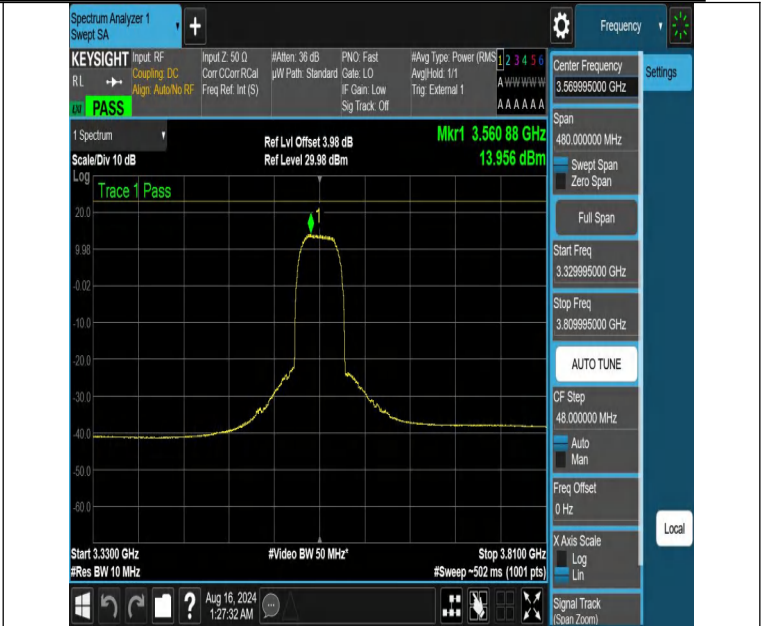 Spectrum Analyzer 1
Swept SA
+
Frequency
KEYSIGHT
RL
LXI
PASS
Input: RF
Coupling: DC
Align: Auto/No RF
Input Z: 50 Ω
Corr CCorr RCal
Freq Ref: Int (S)
#Atten: 36 dB
µW Path: Standard
PNO: Fast
Gate: LO
IF Gain: Low
Sig Track: Off
#Avg Type: Power (RMS
Avg|Hold: 1/1
Trig: External 1
1 2 3 4 5 6
A W W W W W
A A A A A A
1 Spectrum
Scale/Div 10 dB
Ref Lvl Offset 3.98 dB
Ref Level 29.98 dBm
Mkr1 3.560 88 GHz
13.956 dBm
Log
Trace 1 Pass
1
20.0
9.98
-0.02
-10.0
-20.0
-30.0
-40.0
-50.0
-60.0
Start 3.3300 GHz
#Res BW 10 MHz
#Video BW 50 MHz*
Stop 3.8100 GHz
#Sweep ~502 ms (1001 pts)
?
Aug 16, 2024
1:27:32 AM
Center Frequency
3.569995000 GHz
Settings
Span
480.000000 MHz
Swept Span
Zero Span
Full Span
Start Freq
3.329995000 GHz
Stop Freq
3.809995000 GHz
AUTO TUNE
CF Step
48.000000 MHz
Auto
Man
Freq Offset
0 Hz
Local
X Axis Scale
Log
Lin
Signal Track
(Span Zoom)